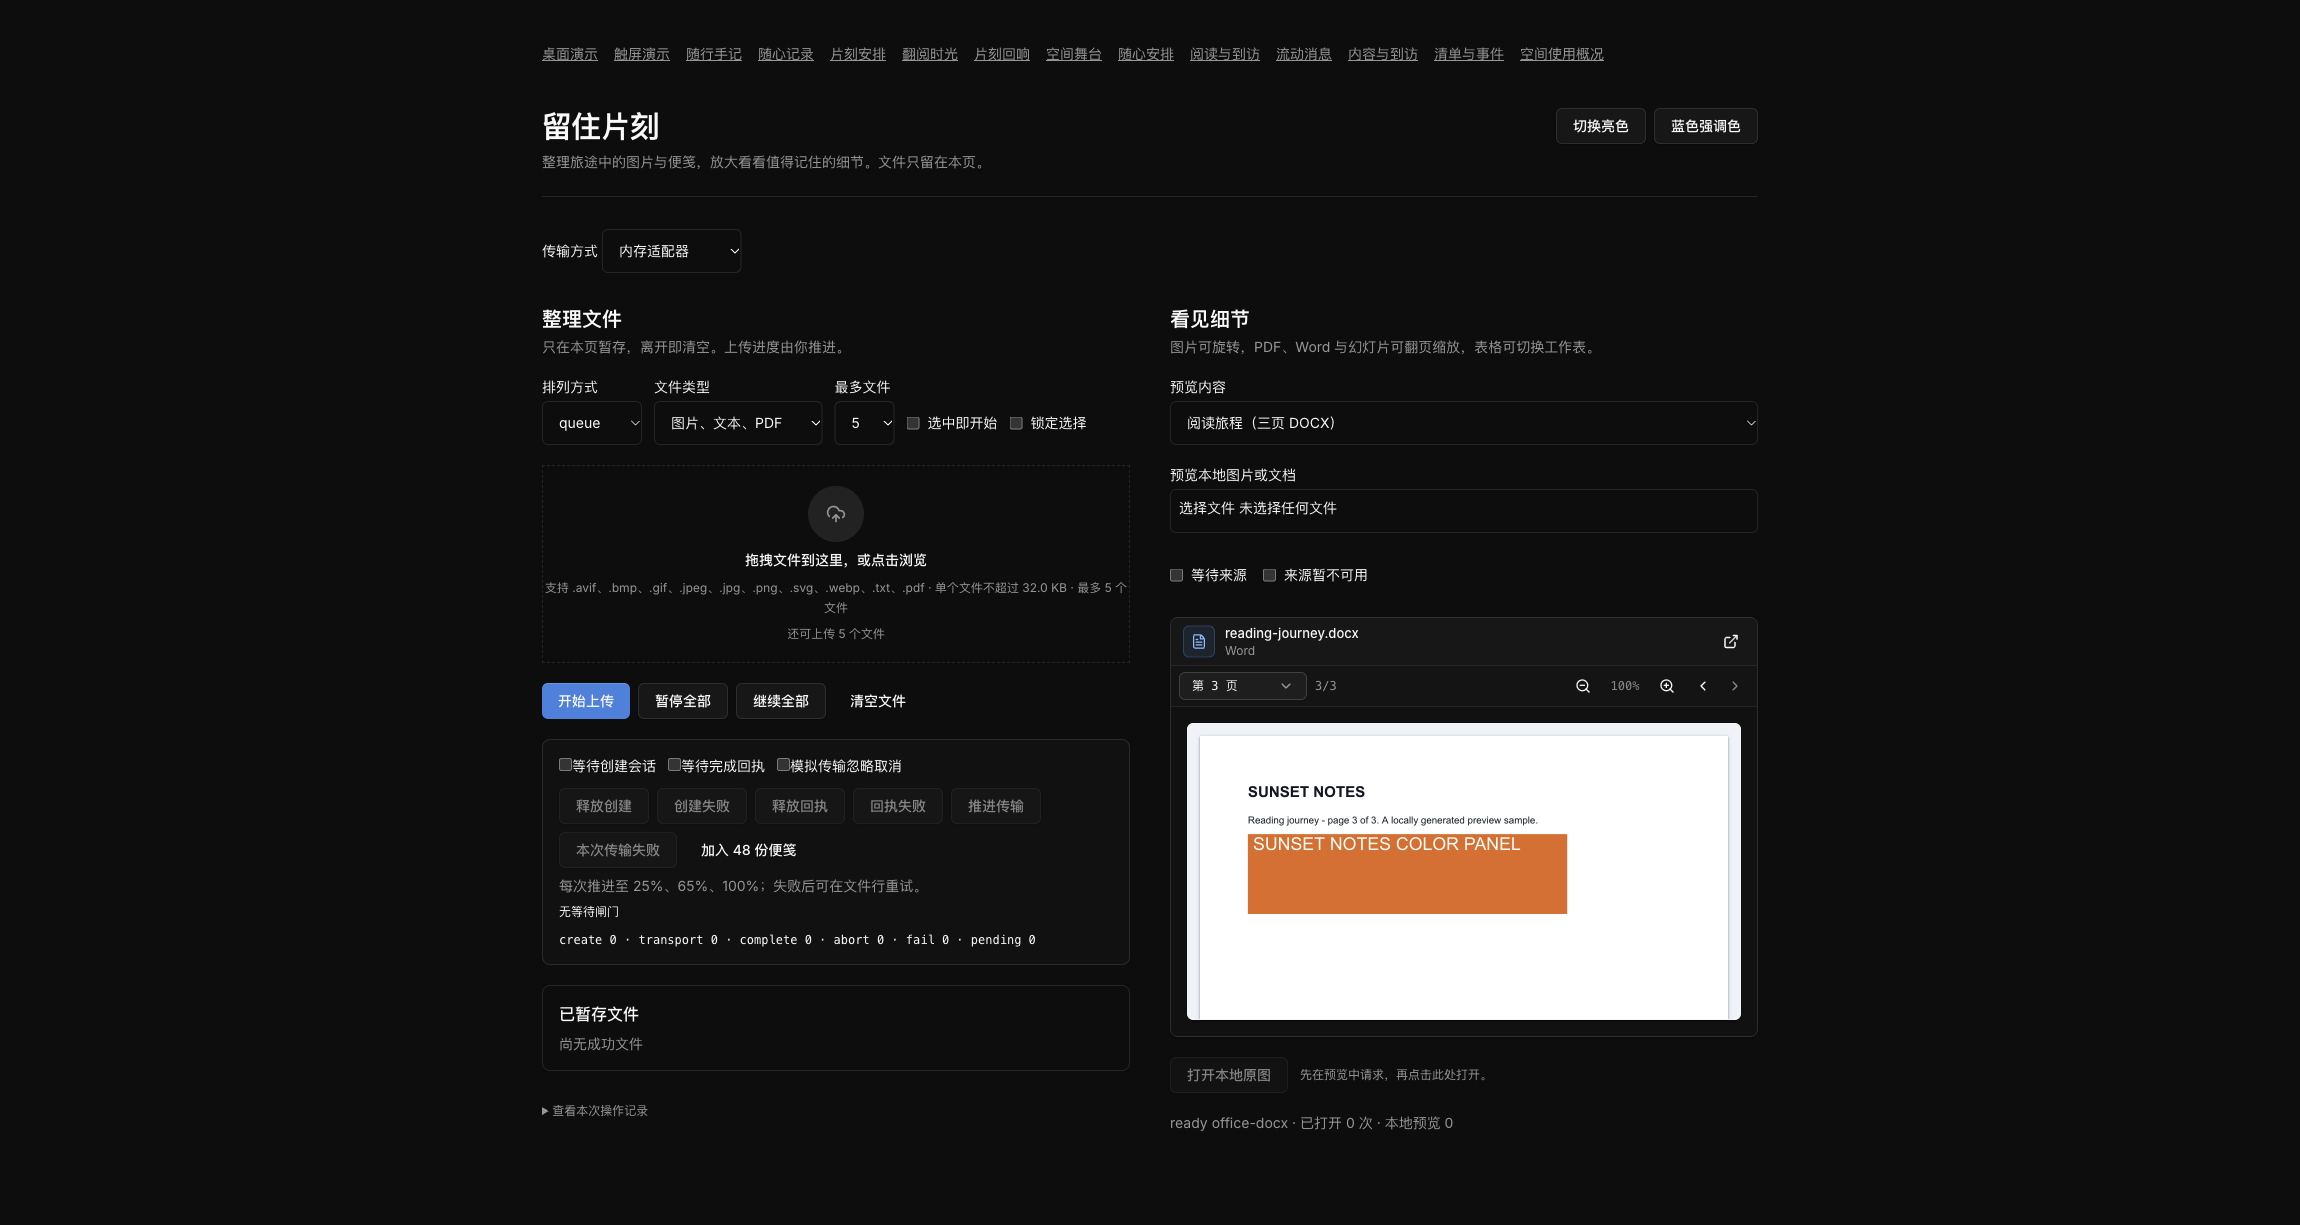 桌面演示 触屏演示 随行手记 随心记录 片刻安排 翻阅时光 片刻回响 空间舞台 随心安排 阅读与到访 流动消息 内容与到访 清单与事件 空间使用概况
留住片刻
整理旅途中的图片与便笺，放大看看值得记住的细节。文件只留在本页。
切换亮色
蓝色强调色
传输方式 内存适配器
整理文件
只在本页暂存，离开即清空。上传进度由你推进。
排列方式 文件类型 最多文件
queue 图片、文本、PDF 5 选中即开始 锁定选择
拖拽文件到这里，或点击浏览
支持 .avif、.bmp、.gif、.jpeg、.jpg、.png、.svg、.webp、.txt、.pdf · 单个文件不超过 32.0 KB · 最多 5 个
文件
还可上传 5 个文件
开始上传 暂停全部 继续全部 清空文件
等待创建会话 等待完成回执 模拟传输忽略取消
释放创建 创建失败 释放回执 回执失败 推进传输
本次传输失败 加入 48 份便笺
每次推进至 25%、65%、100%；失败后可在文件行重试。
无等待闸门
create 0 · transport 0 · complete 0 · abort 0 · fail 0 · pending 0
已暂存文件
尚无成功文件
查看本次操作记录
看见细节
图片可旋转，PDF、Word 与幻灯片可翻页缩放，表格可切换工作表。
预览内容
阅读旅程（三页 DOCX）
预览本地图片或文档
选择文件 未选择任何文件
等待来源 来源暂不可用
reading-journey.docx
Word
第 3 页 3/3 100%
SUNSET NOTES
Reading journey - page 3 of 3. A locally generated preview sample.
SUNSET NOTES COLOR PANEL
打开本地原图 先在预览中请求，再点击此处打开。
ready office-docx · 已打开 0 次 · 本地预览 0